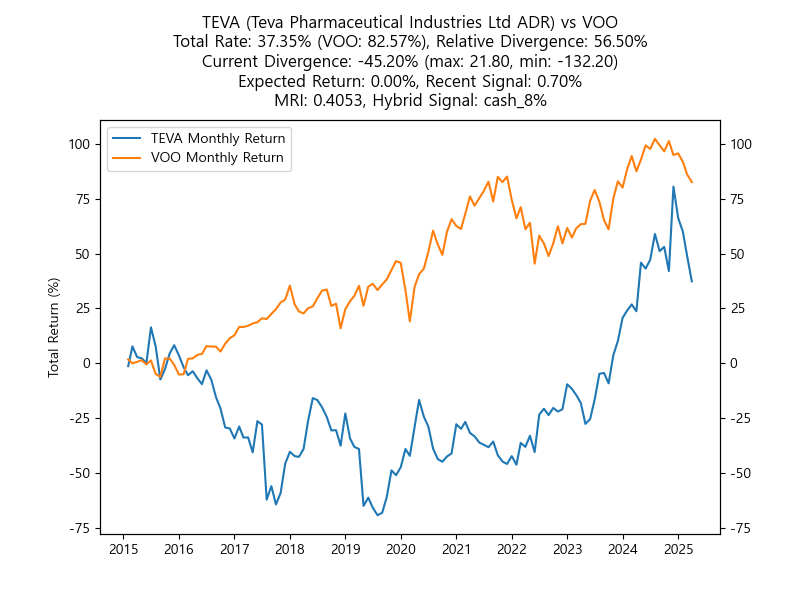 TEVA (Teva Pharmaceutical Industries Ltd ADR) vs VOO
Total Rate: 37.35% (VOO: 82.57%), Relative Divergence: 56.50%
Current Divergence: -45.20% (max: 21.80, min: -132.20)
Expected Return: 0.00%, Recent Signal: 0.70%
MRI: 0.4053, Hybrid Signal: cash_8%
TEVA Monthly Return
VOO Monthly Return
Total Return (%)
100
75
50
25
0
-25
-50
-75
100
75
50
25
0
-25
-50
-75
2015 2016 2017 2018 2019 2020 2021 2022 2023 2024 2025